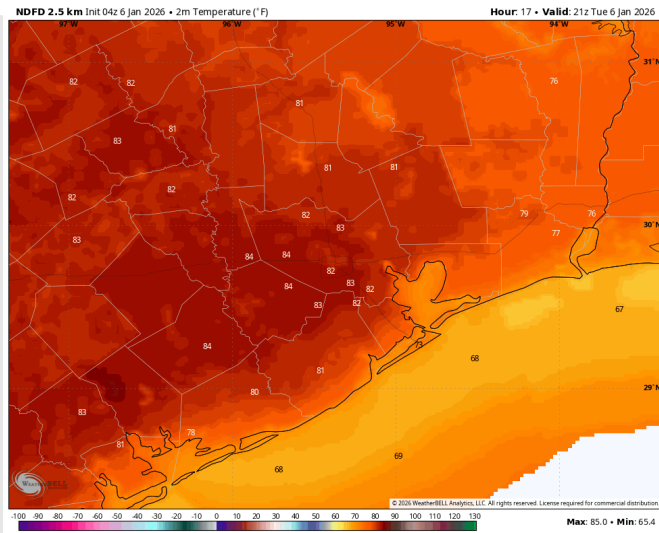 NDFD 2.5 km Init 04z 6 Jan 2026 • 2m Temperature (°F)
Hour: 17 • Valid: 21z Tue 6 Jan 2026
97°W 96°W 95°W 94°W
31°N
82 82 76
81
81
83
81 81
82
82
82 79 76
30°N
83 83 77
84 84
82
84 83 82
83 82
67
84
73
68
81
29°N
80
83
78
81
69
68
WeatherBELL
© 2026 WeatherBELL Analytics, LLC. All rights reserved. License required for commercial distribution.
-100 -90 -80 -70 -60 -50 -40 -30 -20 -10 0 10 20 30 40 50 60 70 80 90 100 110 120 130
Max: 85.0 • Min: 65.4